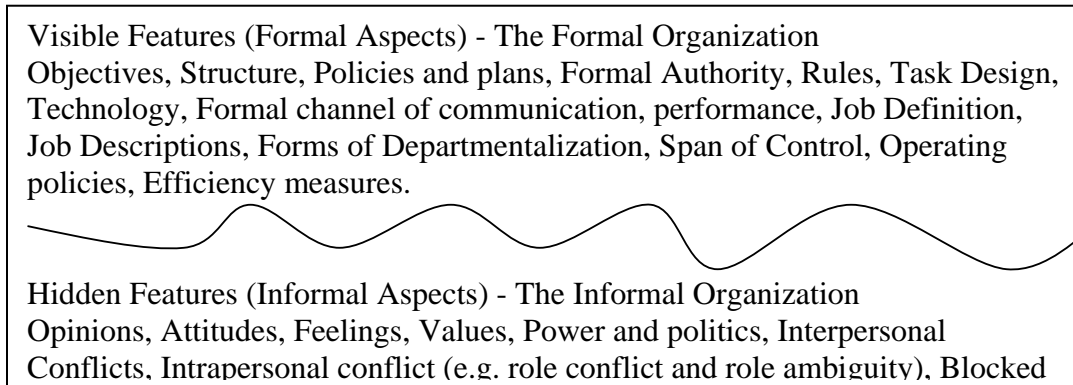 Visible Features (Formal Aspects) - The Formal Organization
Objectives, Structure, Policies and plans, Formal Authority, Rules, Task Design,
Technology, Formal channel of communication, performance, Job Definition,
Job Descriptions, Forms of Departmentalization, Span of Control, Operating
policies, Efficiency measures.
Hidden Features (Informal Aspects) - The Informal Organization
Opinions, Attitudes, Feelings, Values, Power and politics, Interpersonal
Conflicts, Intrapersonal conflict (e.g. role conflict and role ambiguity), Blocked